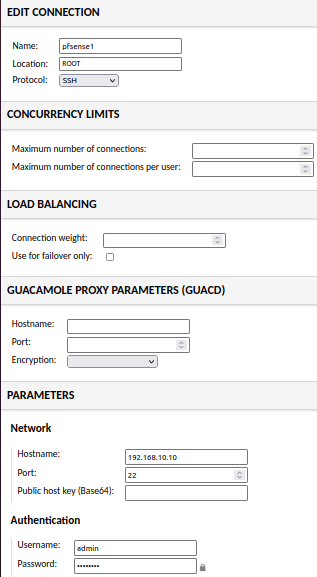 EDIT CONNECTION
Name: pfsense1
Location: ROOT
Protocol: SSH
CONCURRENCY LIMITS
Maximum number of connections:
Maximum number of connections per user:
LOAD BALANCING
Connection weight:
Use for failover only:
GUACAMOLE PROXY PARAMETERS (GUACD)
Hostname:
Port:
Encryption:
PARAMETERS
Network
Hostname: 192.168.10.10
Port: 22
Public host key (Base64):
Authentication
Username: admin
Password: ••••••••